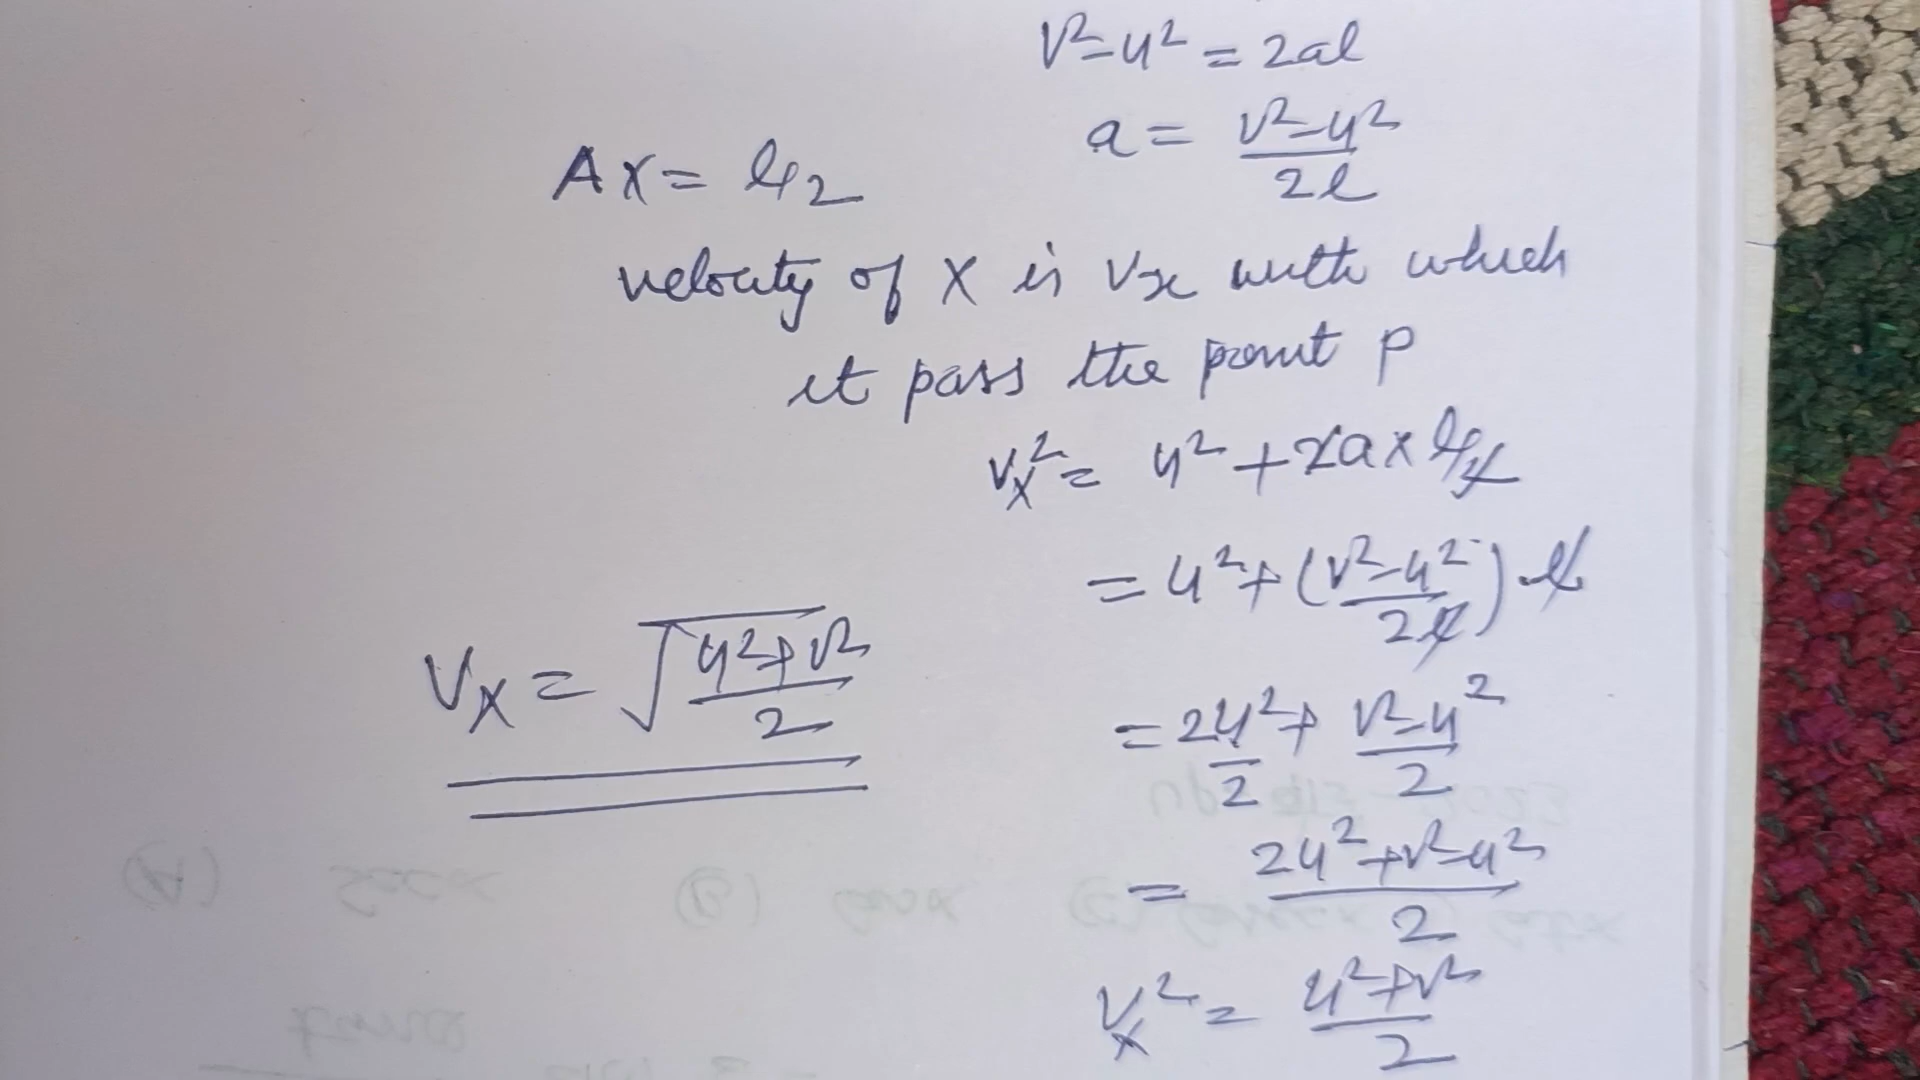 V²-u² = 2al
a = (V²-u²)/2l
AX = l/2
velocity of X is Vx with which
it pass the point P
Vx² = u² + 2a x l/2
= u² + (V²-u²/2l) l
= 2u²/2 + V²-u²/2
= 2u²+V²-u²/2
Vx² = u²+V²/2
Vx = √(u²+V²/2)